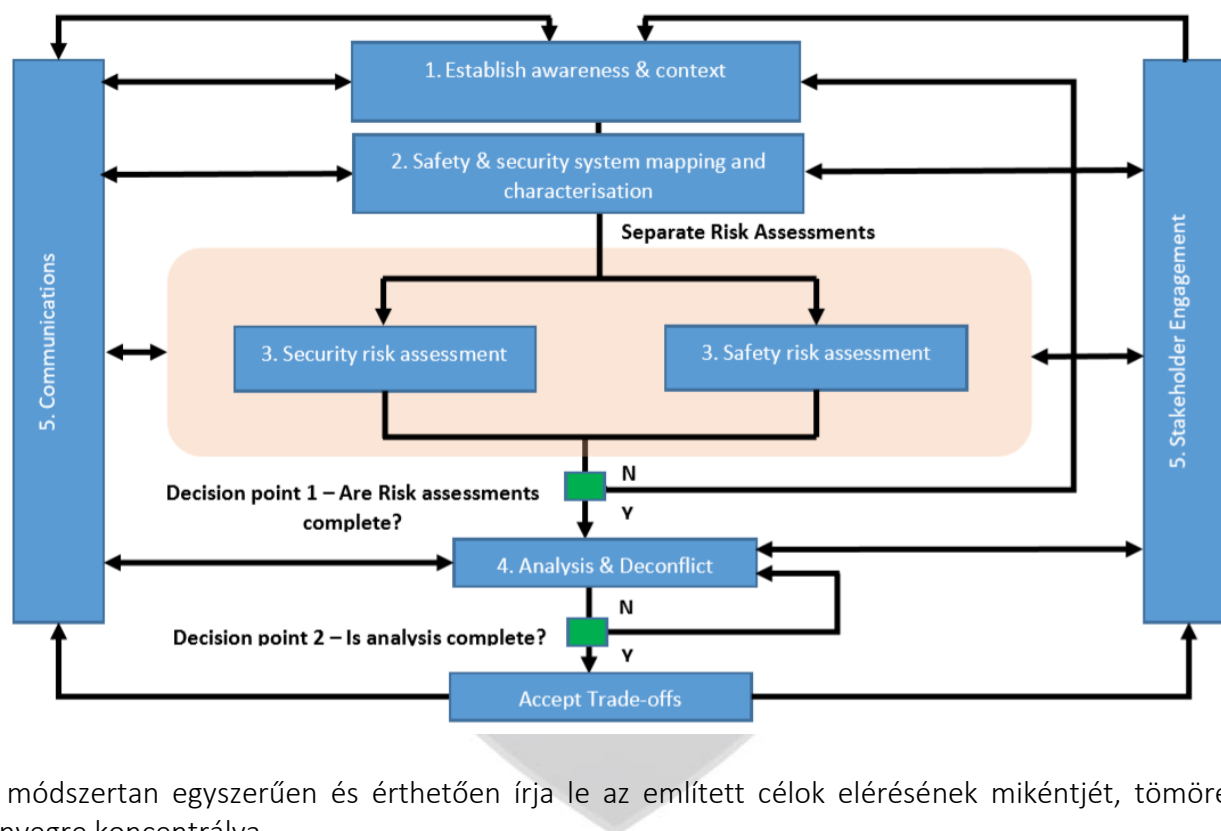 1. Establish awareness & context
2. Safety & security system mapping and
characterisation
Separate Risk Assessments
5. Communications
5. Stakeholder Engagement
3. Security risk assessment
3. Safety risk assessment
N
Decision point 1 – Are Risk assessments
complete?
Y
4. Analysis & Deconflict
N
Decision point 2 – Is analysis complete?
Y
Accept Trade-offs
módszertan egyszerűen és érthetően írja le az említett célok elérésének mikéntjét,
koncentrálva